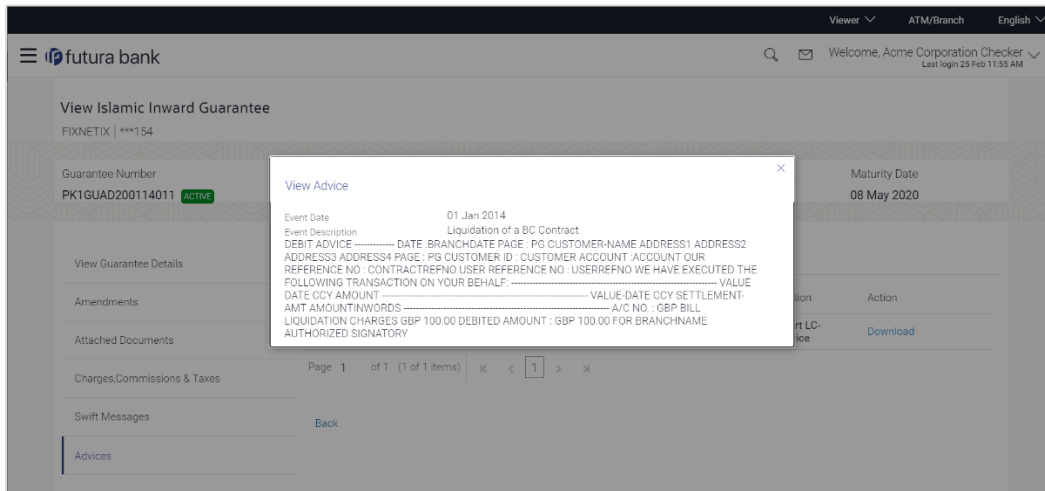 Viewer ATM/Branch English
futura bank
Welcome, Acme Corporation Checker
Last login 25 Feb 11:55 AM
View Islamic Inward Guarantee
FIXNETIX | ***154
Guarantee Number
PK1GUAD200114011 ACTIVE
Maturity Date
08 May 2020
View Advice
Event Date 01 Jan 2014
Event Description Liquidation of a BC Contract
DEBIT ADVICE ------------ DATE :BRANCHDATE PAGE : PG CUSTOMER-NAME ADDRESS1 ADDRESS2
ADDRESS3 ADDRESS4 PAGE : PG CUSTOMER ID : CUSTOMER ACCOUNT :ACCOUNT OUR
REFERENCE NO : CONTRACTREFNO USER REFERENCE NO : USERREFNO WE HAVE EXECUTED THE
FOLLOWING TRANSACTION ON YOUR BEHALF: ------------------------------------------------------- VALUE
DATE CCY AMOUNT ------------------------------------------------------- VALUE-DATE CCY SETTLEMENT-
AMT AMOUNTINWORDS ------------------------------------------------------- A/C NO. : GBP BILL
LIQUIDATION CHARGES GBP 100.00 DEBITED AMOUNT : GBP 100.00 FOR BRANCHNAME
AUTHORIZED SIGNATORY
View Guarantee Details
Amendments
Attached Documents
Charges,Commissions & Taxes
Swift Messages
Advices
Action
rt LC-
Download
Page 1 of 1 (1 of 1 items) 1
Back